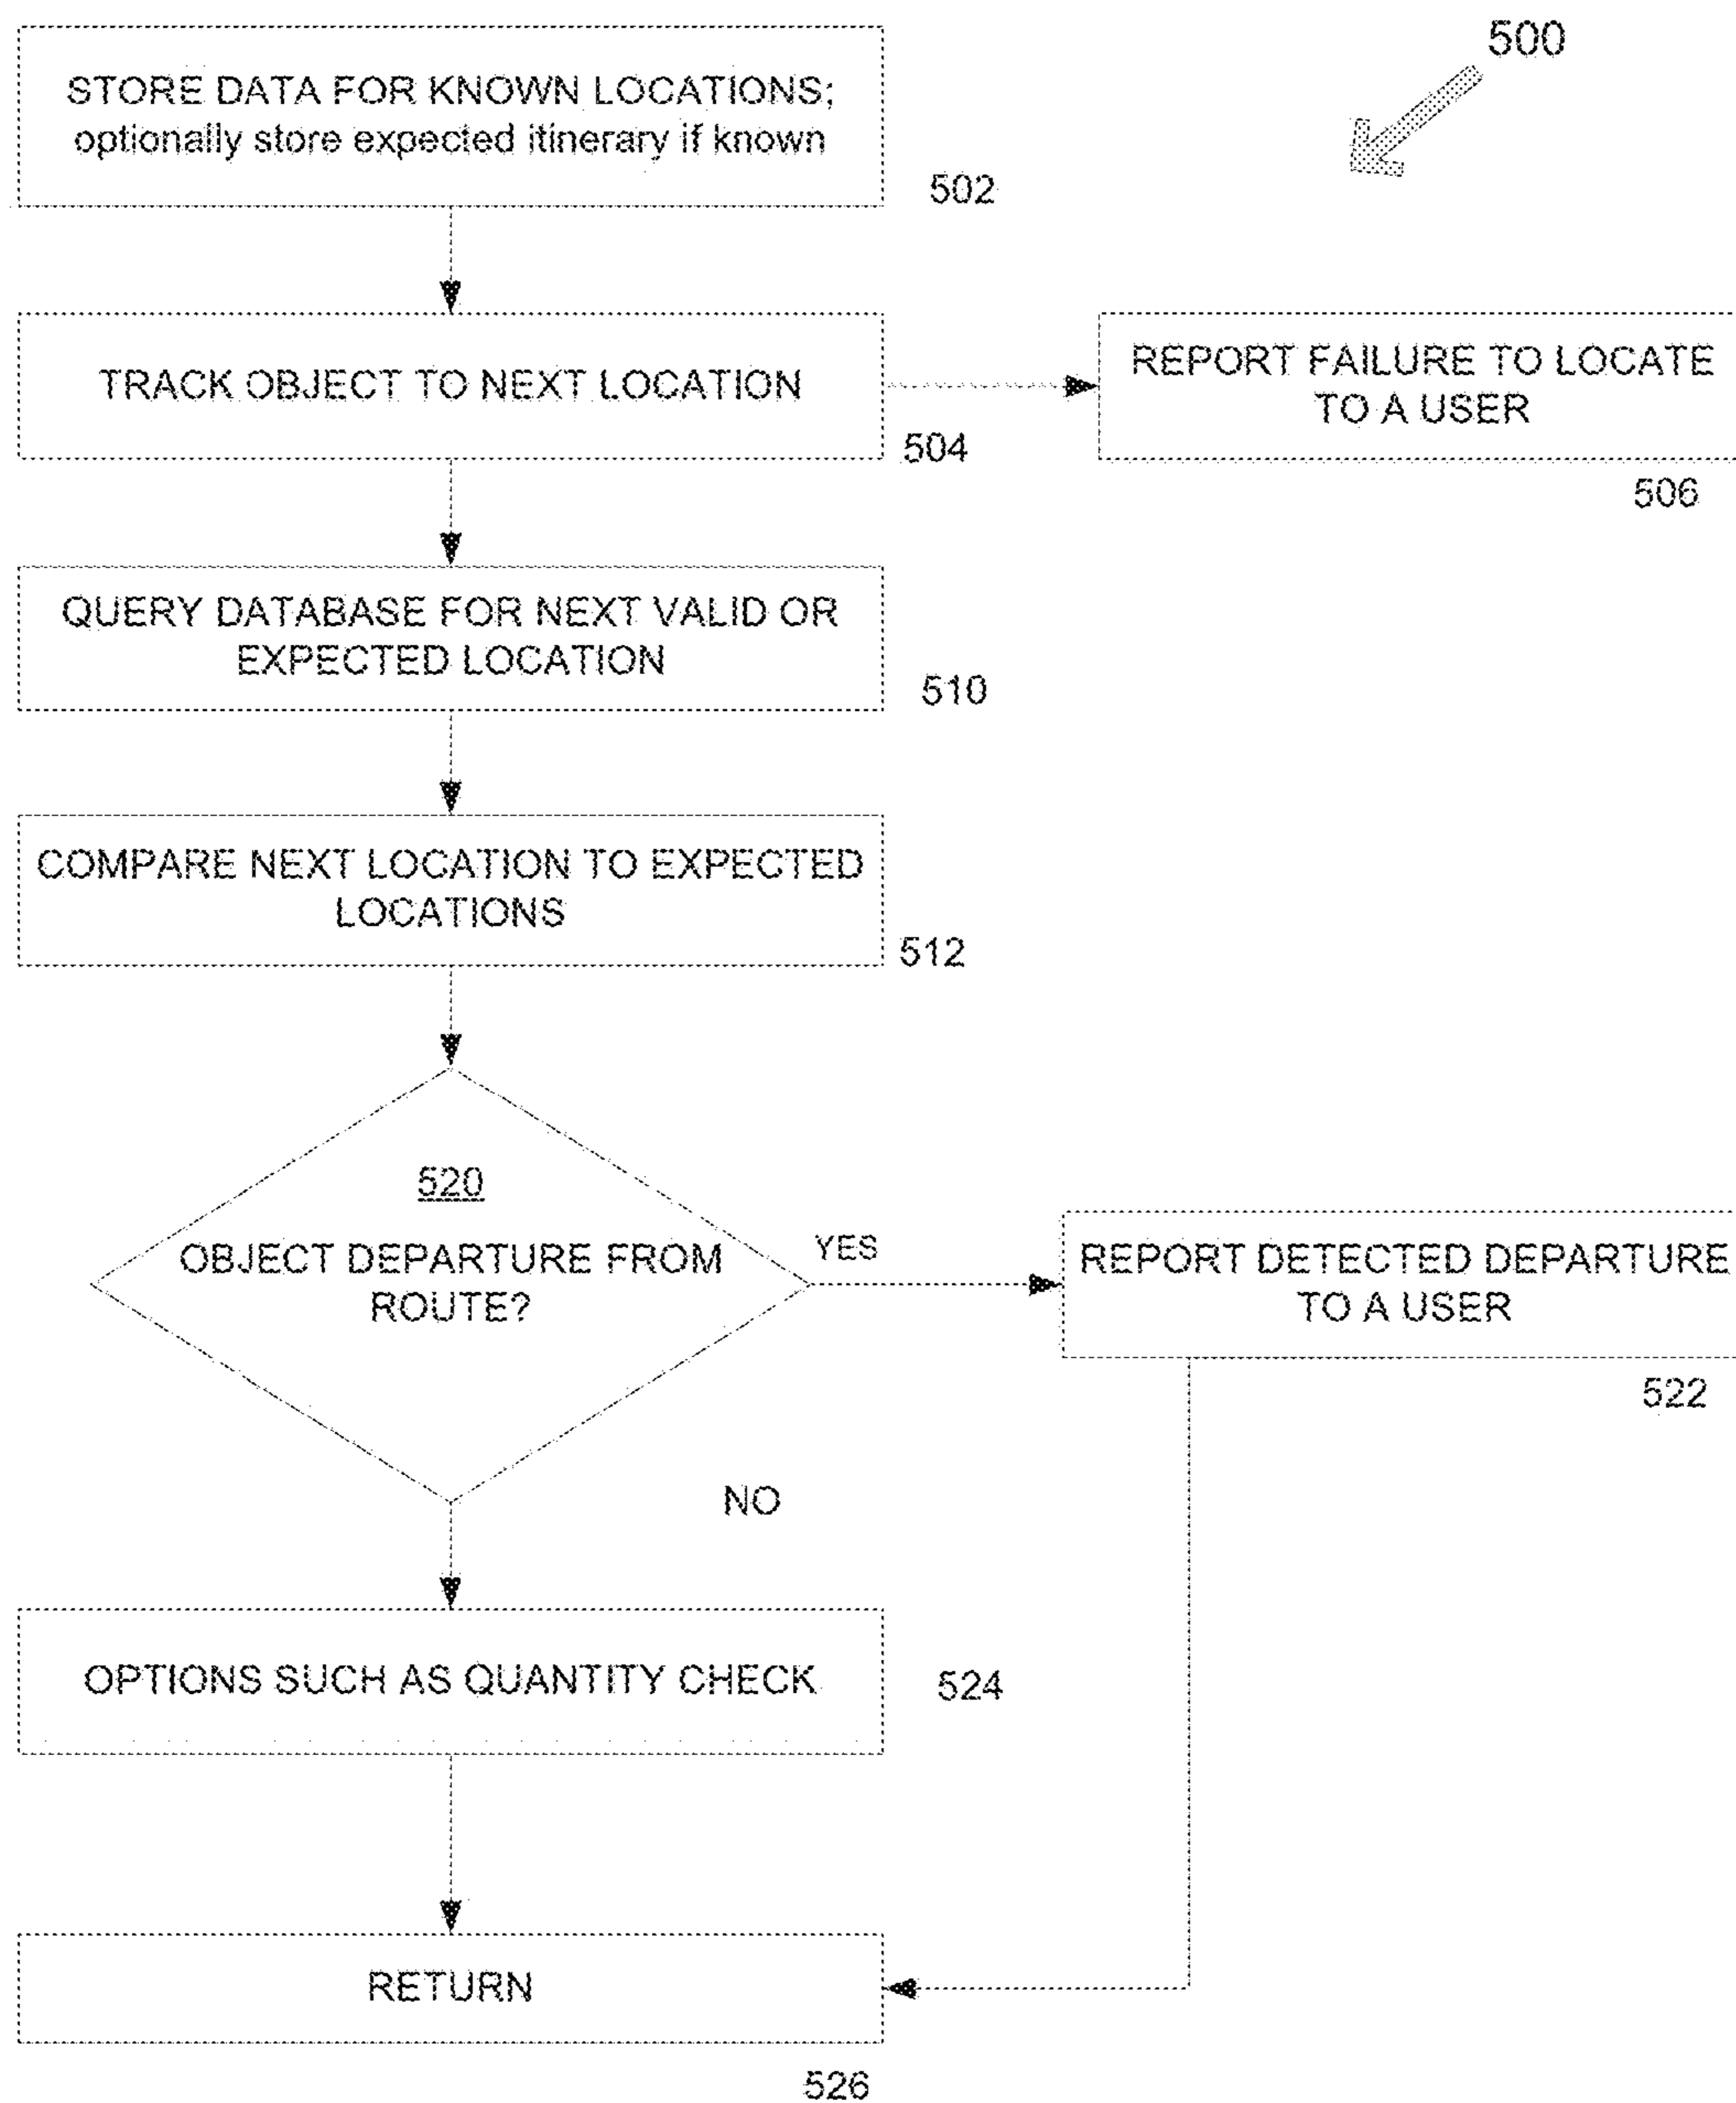 500
STORE DATA FOR KNOWN LOCATIONS;
optionally store expected itinerary if known
502
TRACK OBJECT TO NEXT LOCATION
504
REPORT FAILURE TO LOCATE
TO A USER
506
QUERY DATABASE FOR NEXT VALID OR
EXPECTED LOCATION
510
COMPARE NEXT LOCATION TO EXPECTED
LOCATIONS
512
520
OBJECT DEPARTURE FROM
ROUTE?
YES
REPORT DETECTED DEPARTURE
TO A USER
522
NO
OPTIONS SUCH AS QUANTITY CHECK
524
RETURN
526